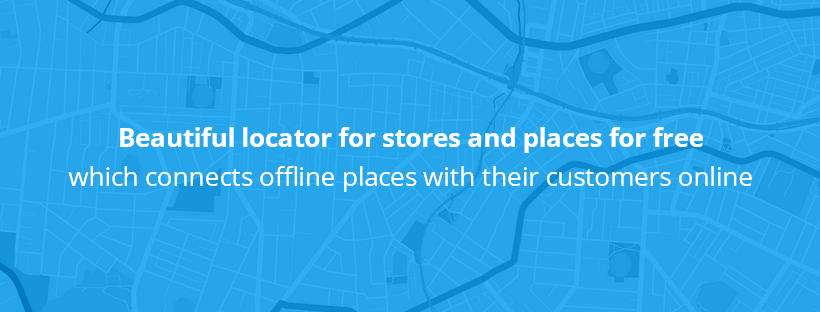 Beautiful locator for stores and places for free
which connects offline places with their customers online